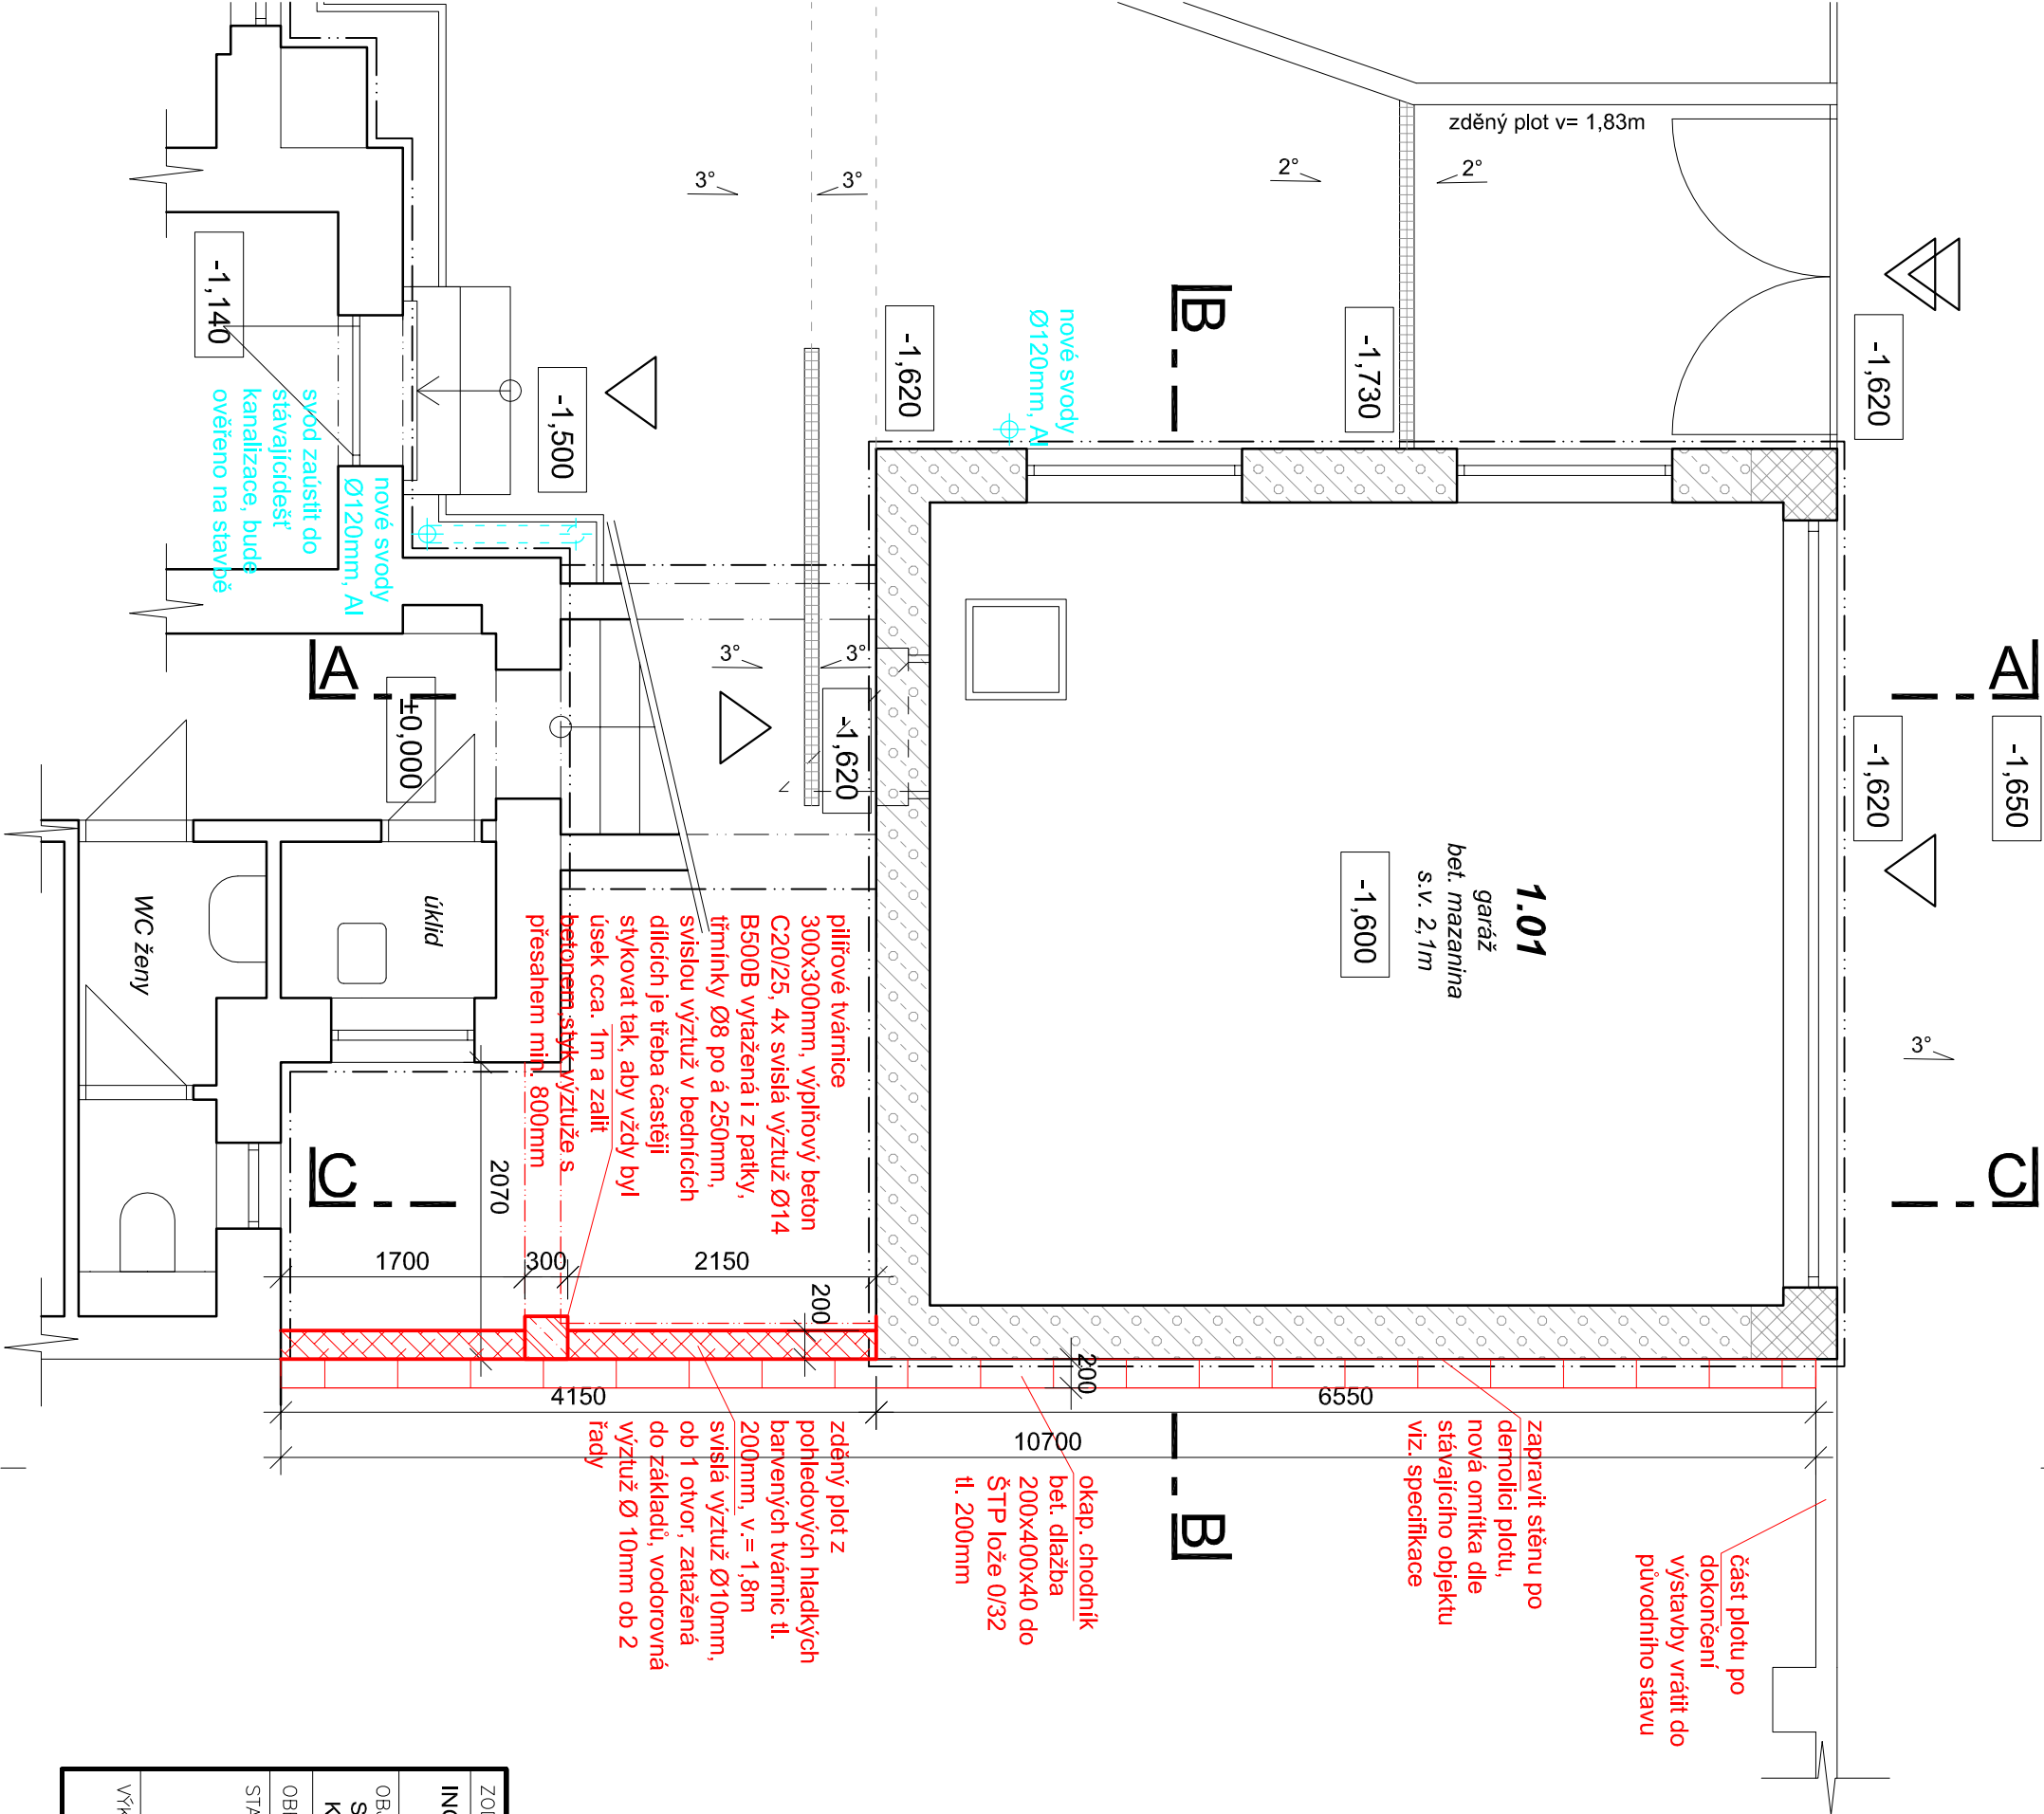 zděný plot v= 1,83m
3°
3°
2°
2°
-1,140
-1,500
-1,620
-1,730
-1,620
B
nové svody
Ø120mm, Al
svod zaústit do
stávajícídešť
kanalizace, bude
ověřeno na stavbě
nové svody
Ø120mm, Al
A
A
±0,000
3°
3°
-1,620
-1,620
-1,650
1.01
garáž
bet. mazanina
s.v. 2,1m
-1,600
3°
úklid
WC ženy
pilířové tvárnice
300x300mm, výplňový beton
C20/25, 4x svislá výztuž Ø14
B500B vytažená i z patky,
třmínky Ø8 po á 250mm,
svislou výztuž v bednících
dílcích je třeba častěji
stykovat tak, aby vždy byl
úsek cca. 1m a zalit
betonem,styk výztuže s
přesahem min. 800mm
C
C
2070
1700
300
2150
200
200
4150
6550
10700
zděný plot z
pohledových hladkých
barvených tvárnic tl.
200mm, v.= 1,8m
svislá výztuž Ø10mm,
ob 1 otvor, zatažená
do základů, vodorovná
výztuž Ø 10mm ob 2
řady
okap. chodník
bet. dlažba
200x400x40 do
ŠTP lože 0/32
tl. 200mm
B
zapravit stěnu po
demolici plotu,
nová omítka dle
stávajícího objektu
viz. specifikace
část plotu po
dokončení
výstavby vrátit do
původního stavu